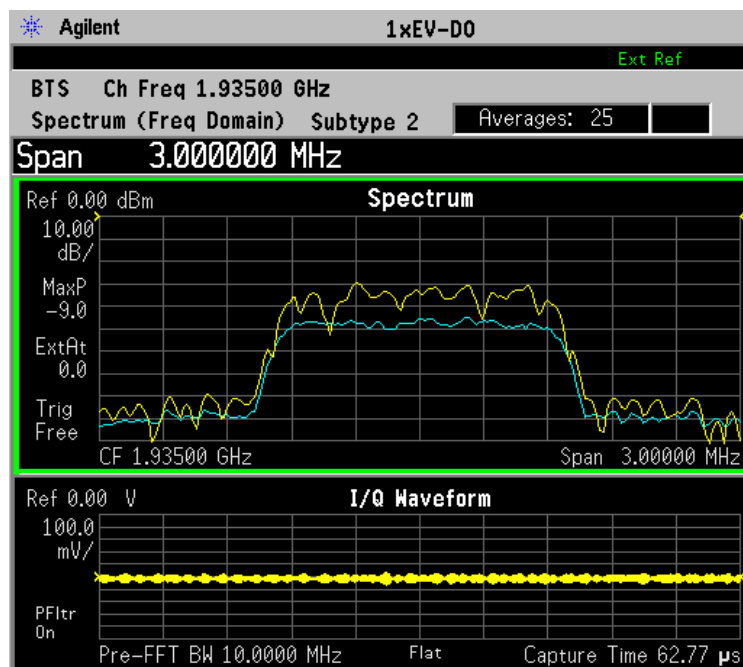 Agilent 1xEV-DO
Ext Ref
BTS Ch Freq 1.93500 GHz
Spectrum (Freq Domain) Subtype 2 Averages: 25
Span 3.000000 MHz
Ref 0.00 dBm Spectrum
10.00
dB/
MaxP
-9.0
ExtAt
0.0
Trig
Free
CF 1.93500 GHz Span 3.00000 MHz
Ref 0.00 V I/Q Waveform
100.0
mV/
PFltr
On
Pre-FFT BW 10.0000 MHz Flat Capture Time 62.77 μs